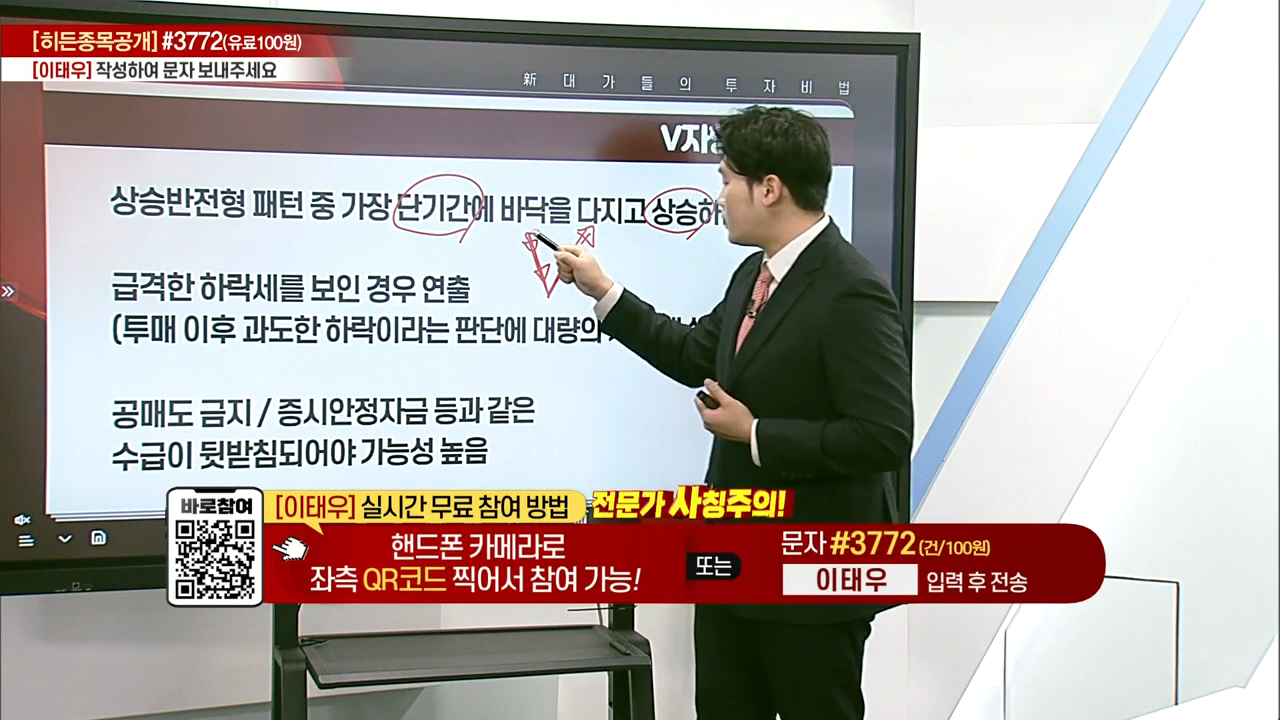 [히든종목공개] #3772(유료100원)
[이태우] 작성하여 문자 보내주세요
新 대가들의 투자비법
V자
상승반전형 패턴 중 가장 단기간에 바닥을 다지고 상승하
급격한 하락세를 보인 경우 연출
(투매 이후 과도한 하락이라는 판단에 대량의
공매도 금지 / 증시안정자금 등과 같은
수급이 뒷받침되어야 가능성 높음
바로참여
[이태우] 실시간 무료 참여 방법
전문가 사칭주의!
핸드폰 카메라로
좌측 QR코드 찍어서 참여 가능!
또는
문자 #3772 (건/100원)
이태우 입력 후 전송